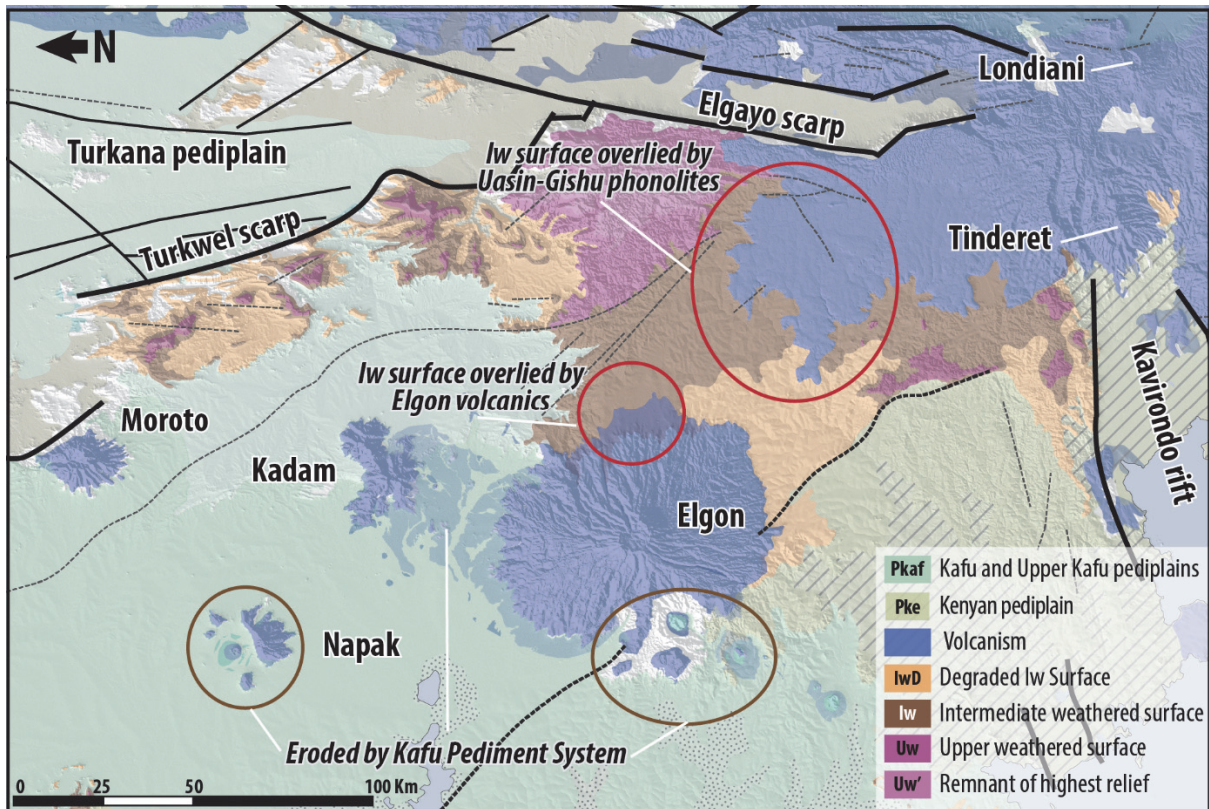 N
Londiani
Elgayo scarp
Turkana pediplain
Iw surface overlied by
Uasin-Gishu phonolites
Turkwel scarp
Tinderet
Iw surface overlied by
Elgon volcanics
Kavirondo rift
Moroto
Kadam
Elgon
Napak
Eroded by Kafu Pediment System
0 25 50 100 Km
Pkaf Kafu and Upper Kafu pediplains
Pke Kenyan pediplain
Volcanism
IwD Degraded Iw Surface
Iw Intermediate weathered surface
Uw Upper weathered surface
Uw' Remnant of highest relief